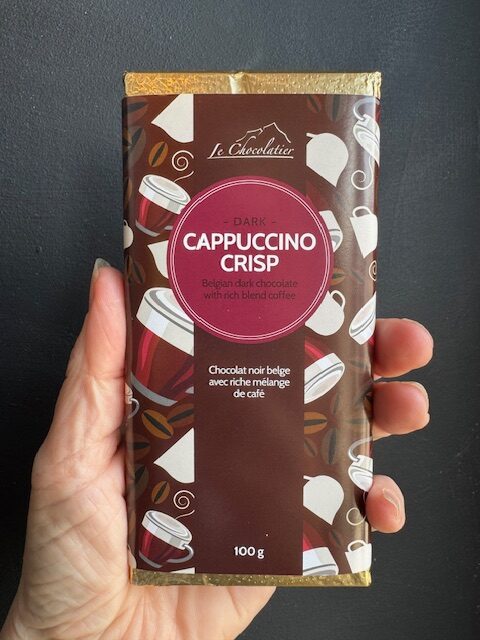 Le Chocolatier
- DARK -
CAPPUCCINO
CRISP
Belgian dark chocolate
with rich blend coffee
Chocolat noir belge
avec riche mélange
de café
100 g